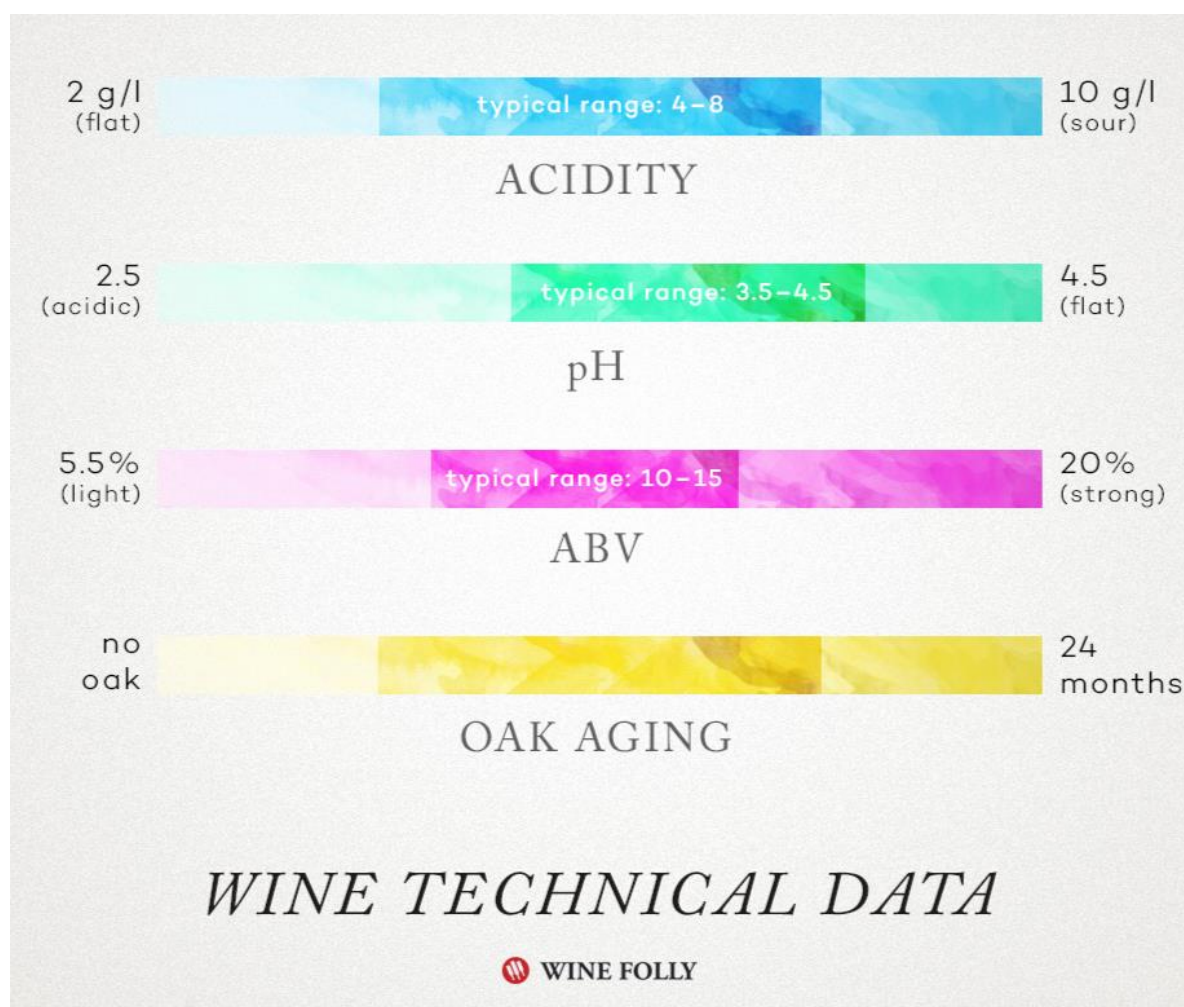 2 g/l
(flat)
typical range: 4–8
10 g/l
(sour)
ACIDITY
2.5
(acidic)
typical range: 3.5–4.5
4.5
(flat)
pH
5.5%
(light)
typical range: 10–15
20%
(strong)
ABV
no
oak
24
months
OAK AGING
WINE TECHNICAL DATA
WINE FOLLY